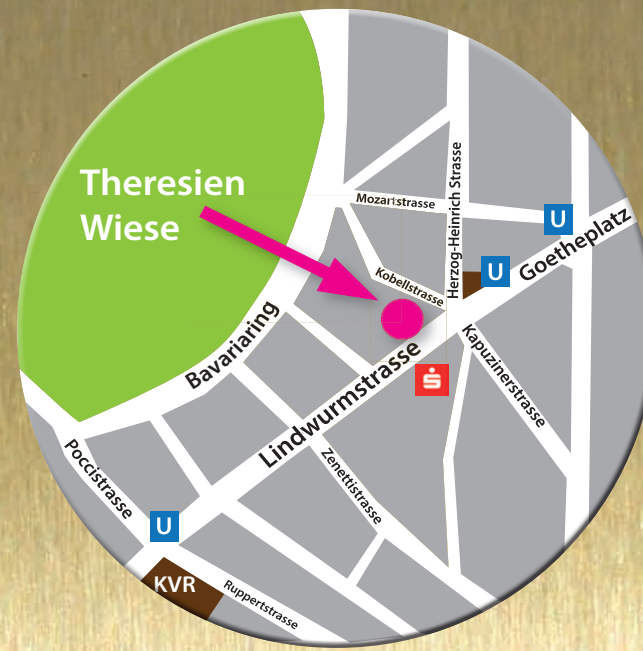 Theresien
Wiese
Mozartstrasse
Herzog-Heinrich Strasse
U
Goetheplatz
U
Kobellstrasse
Bavariaring
Lindwurmstrasse
Kapuzinerstrasse
Poccistrasse
Zenettistrasse
U
KVR
Ruppertstrasse